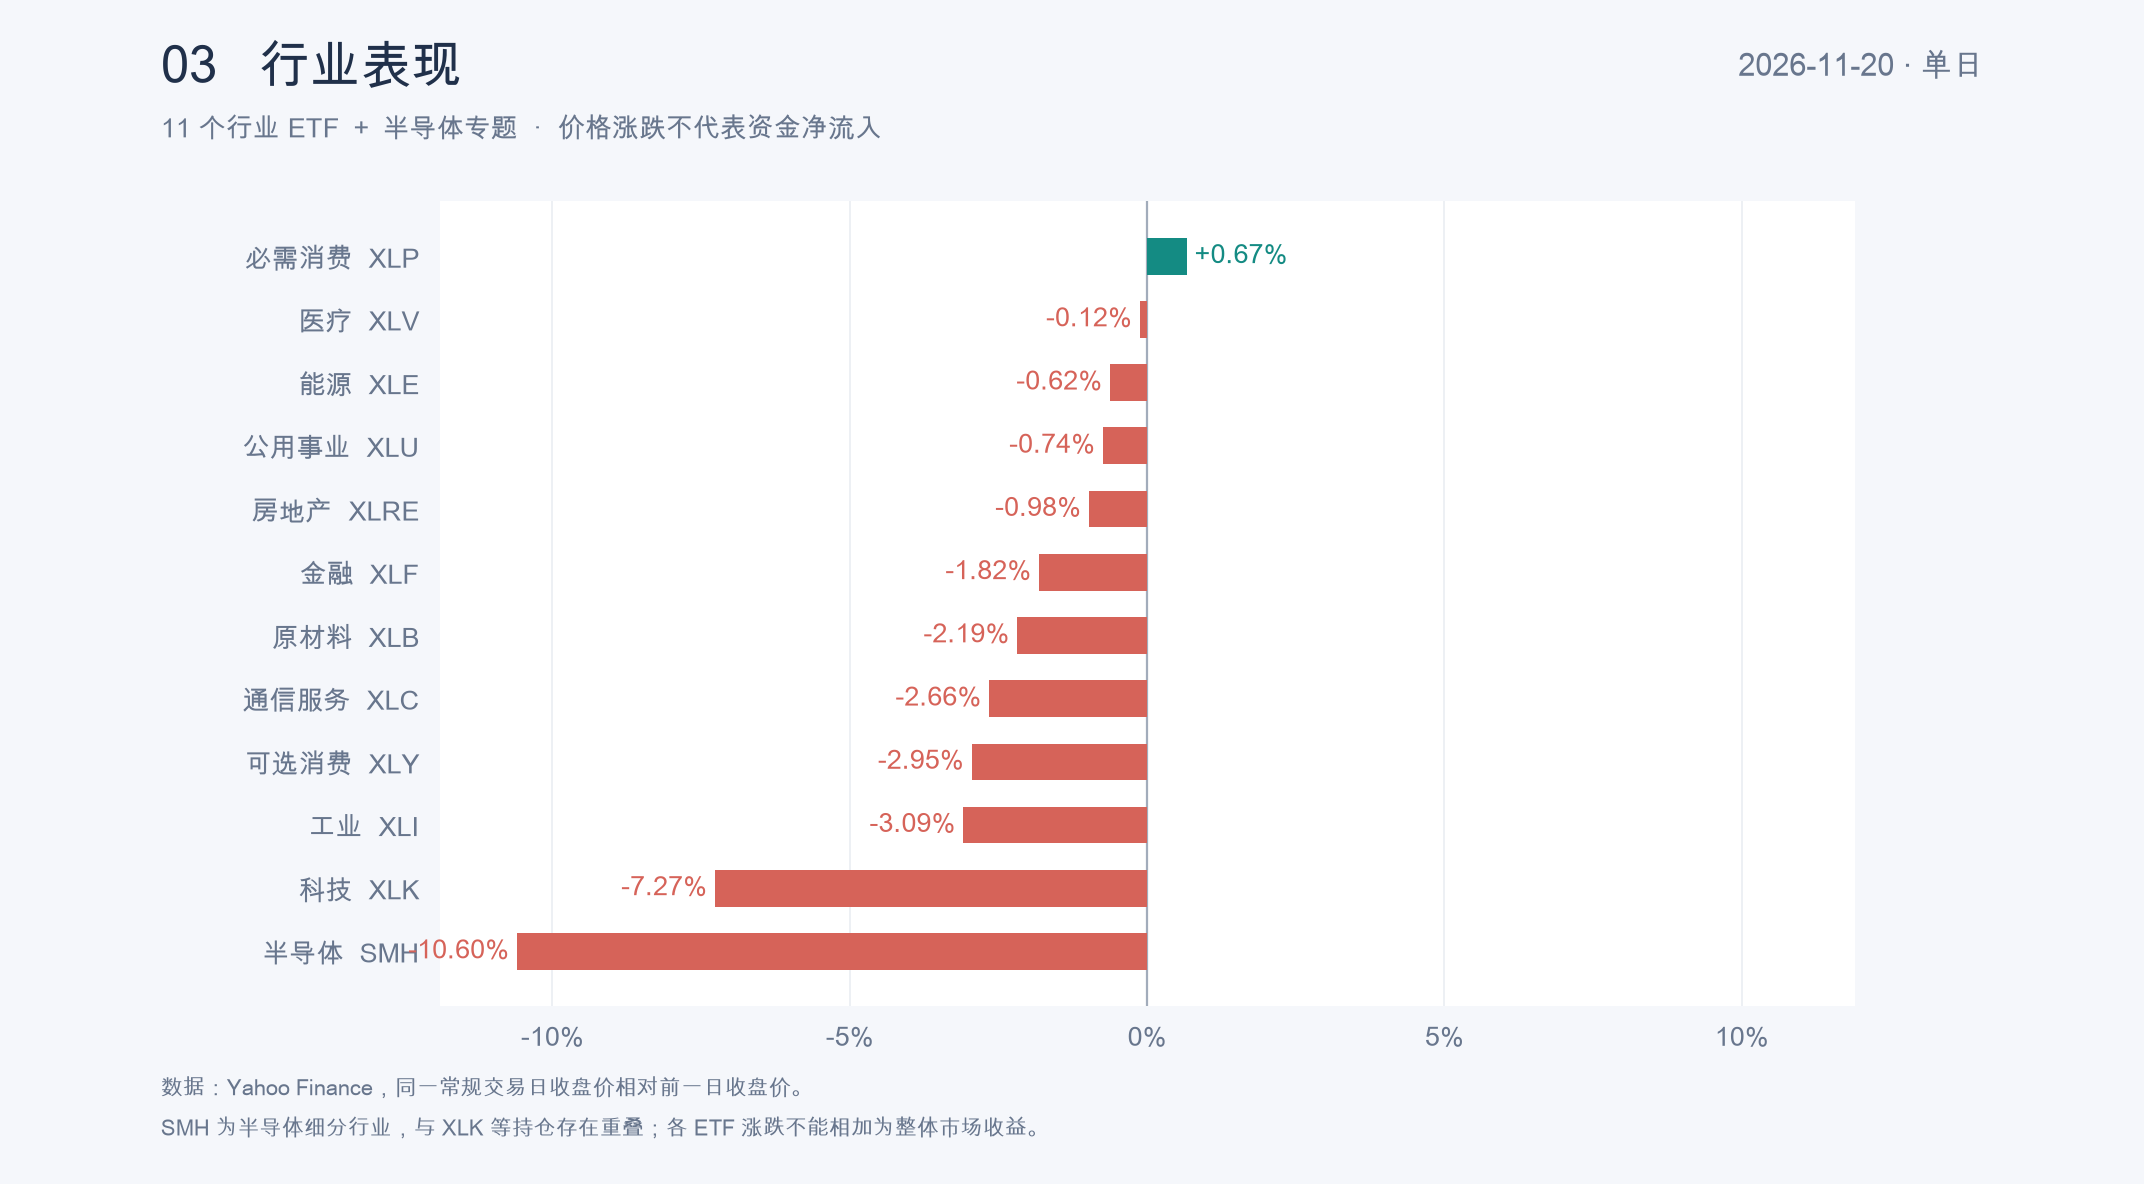 03 行业表现
2026-11-20 · 单日
11 个行业 ETF + 半导体专题 · 价格涨跌不代表资金净流入
必需消费 XLP +0.67%
医疗 XLV -0.12%
能源 XLE -0.62%
公用事业 XLU -0.74%
房地产 XLRE -0.98%
金融 XLF -1.82%
原材料 XLB -2.19%
通信服务 XLC -2.66%
可选消费 XLY -2.95%
工业 XLI -3.09%
科技 XLK -7.27%
半导体 SMH -10.60%
-10% -5% 0% 5% 10%
数据：Yahoo Finance，同一常规交易日收盘价相对前一日收盘价。
SMH 为半导体细分行业，与 XLK 等持仓存在重叠；各 ETF 涨跌不能相加为整体市场收益。